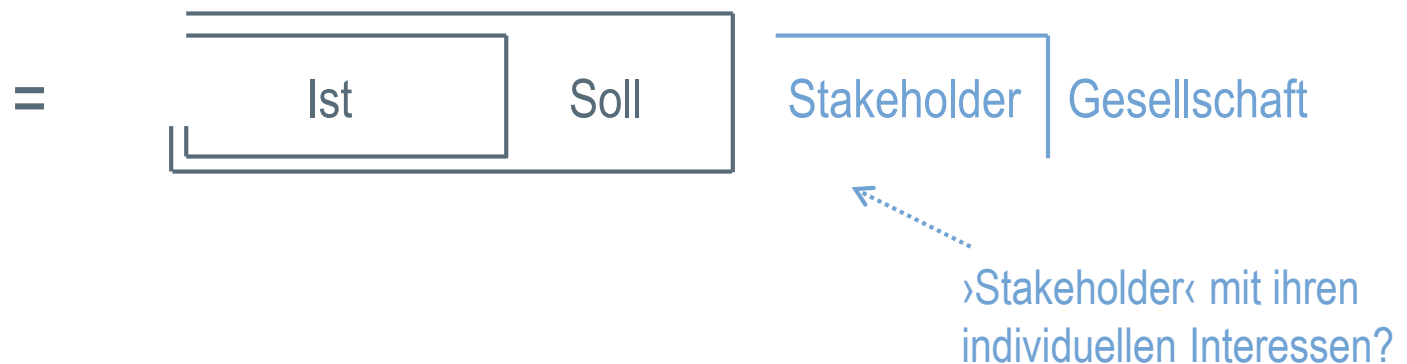 = Ist Soll Stakeholder Gesellschaft
›Stakeholder‹ mit ihren
individuellen Interessen?